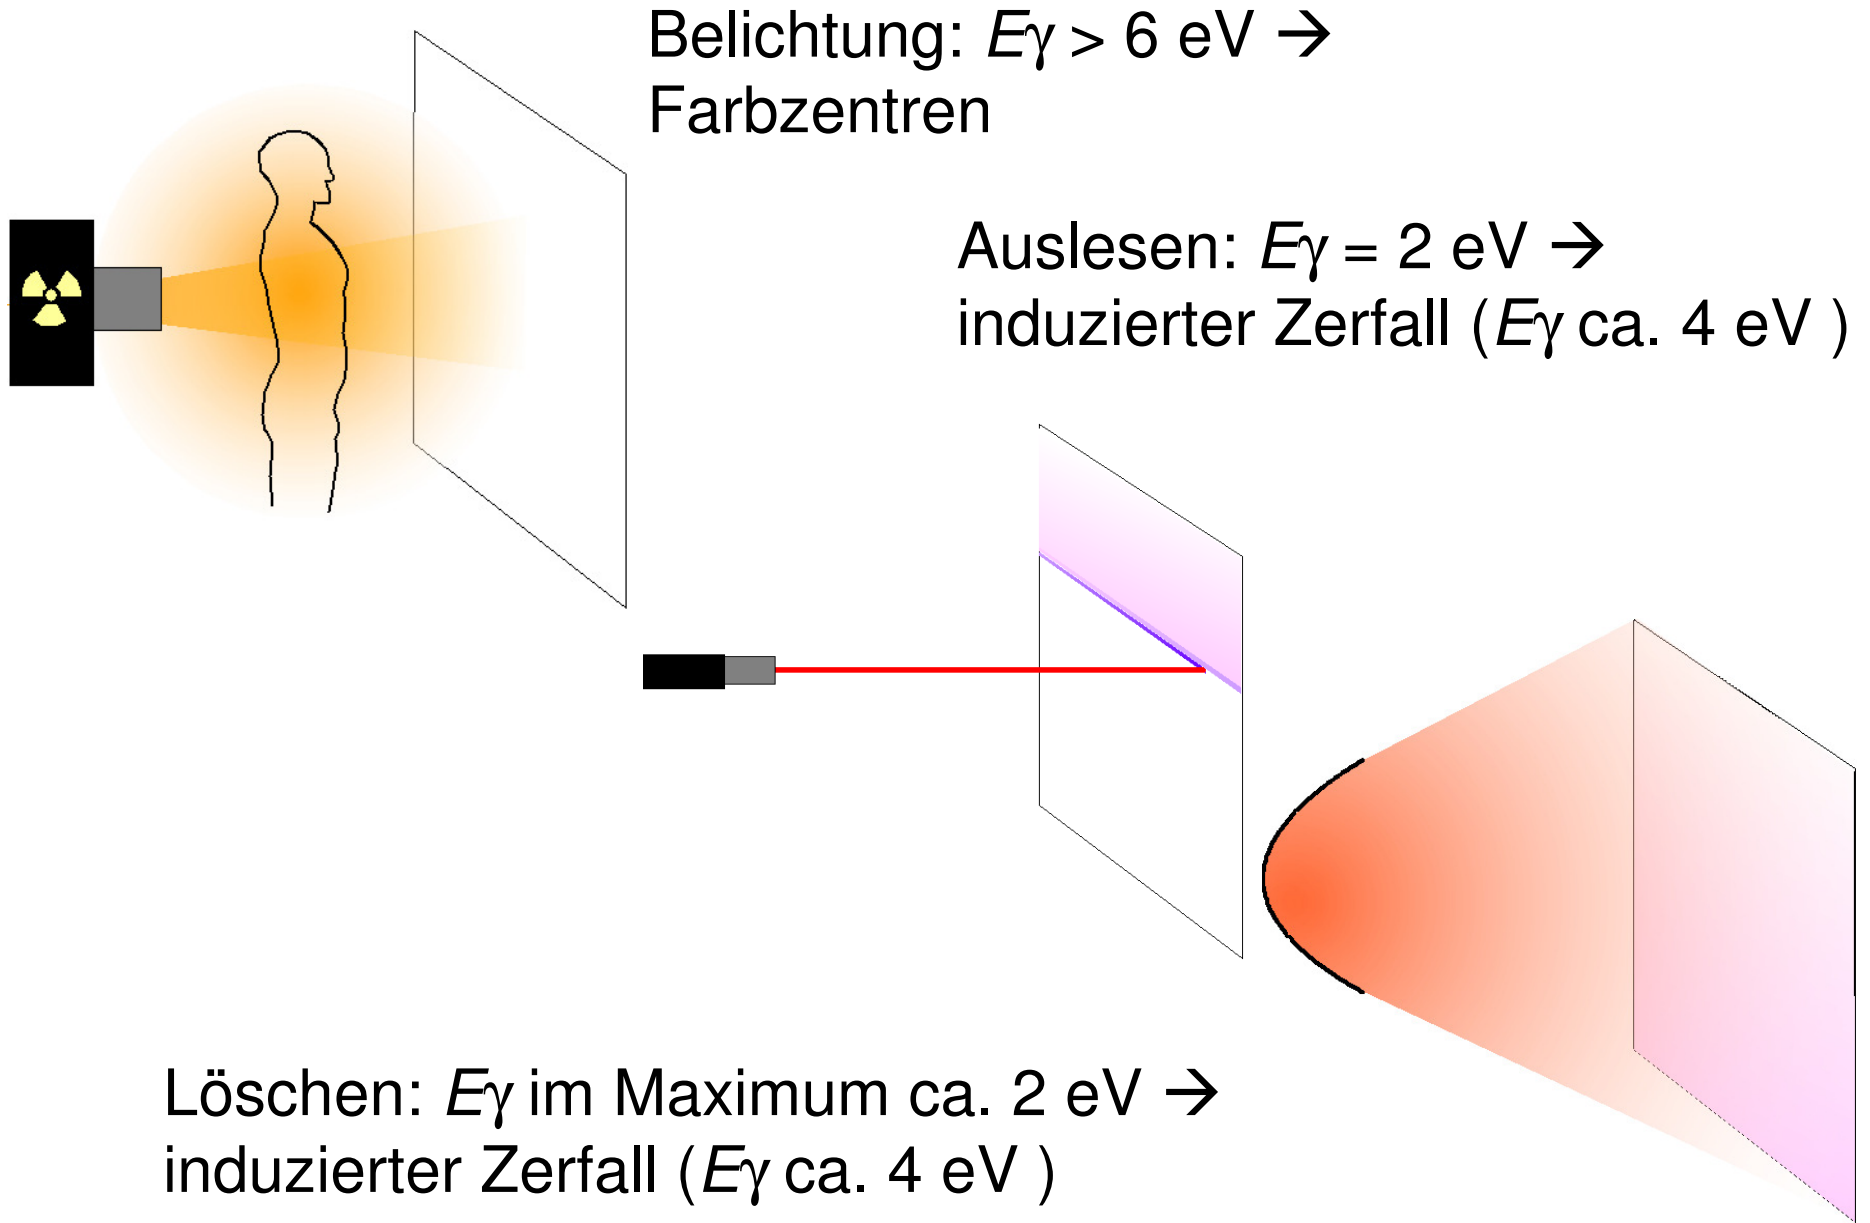 Belichtung: Eγ > 6 eV →
Farbzentren
Auslesen: Eγ = 2 eV →
induzierter Zerfall (Eγ ca. 4 eV )
Löschen: Eγ im Maximum ca. 2 eV →
induzierter Zerfall (Eγ ca. 4 eV )